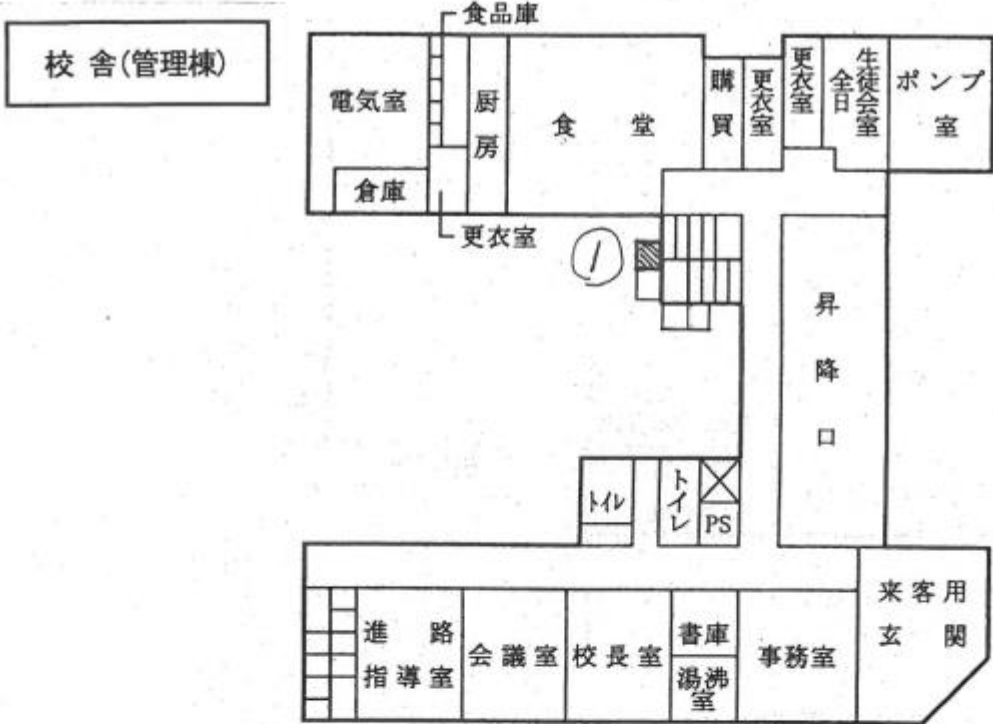 校舎(管理棟)
食品庫
電気室
厨房
食堂
購買
更衣室
更衣室
全日
生徒会室
ポンプ室
倉庫
更衣室
1
昇降口
トイレ
トイレ
PS
来客用
玄関
進路
指導室
会議室
校長室
書庫
湯沸室
事務室